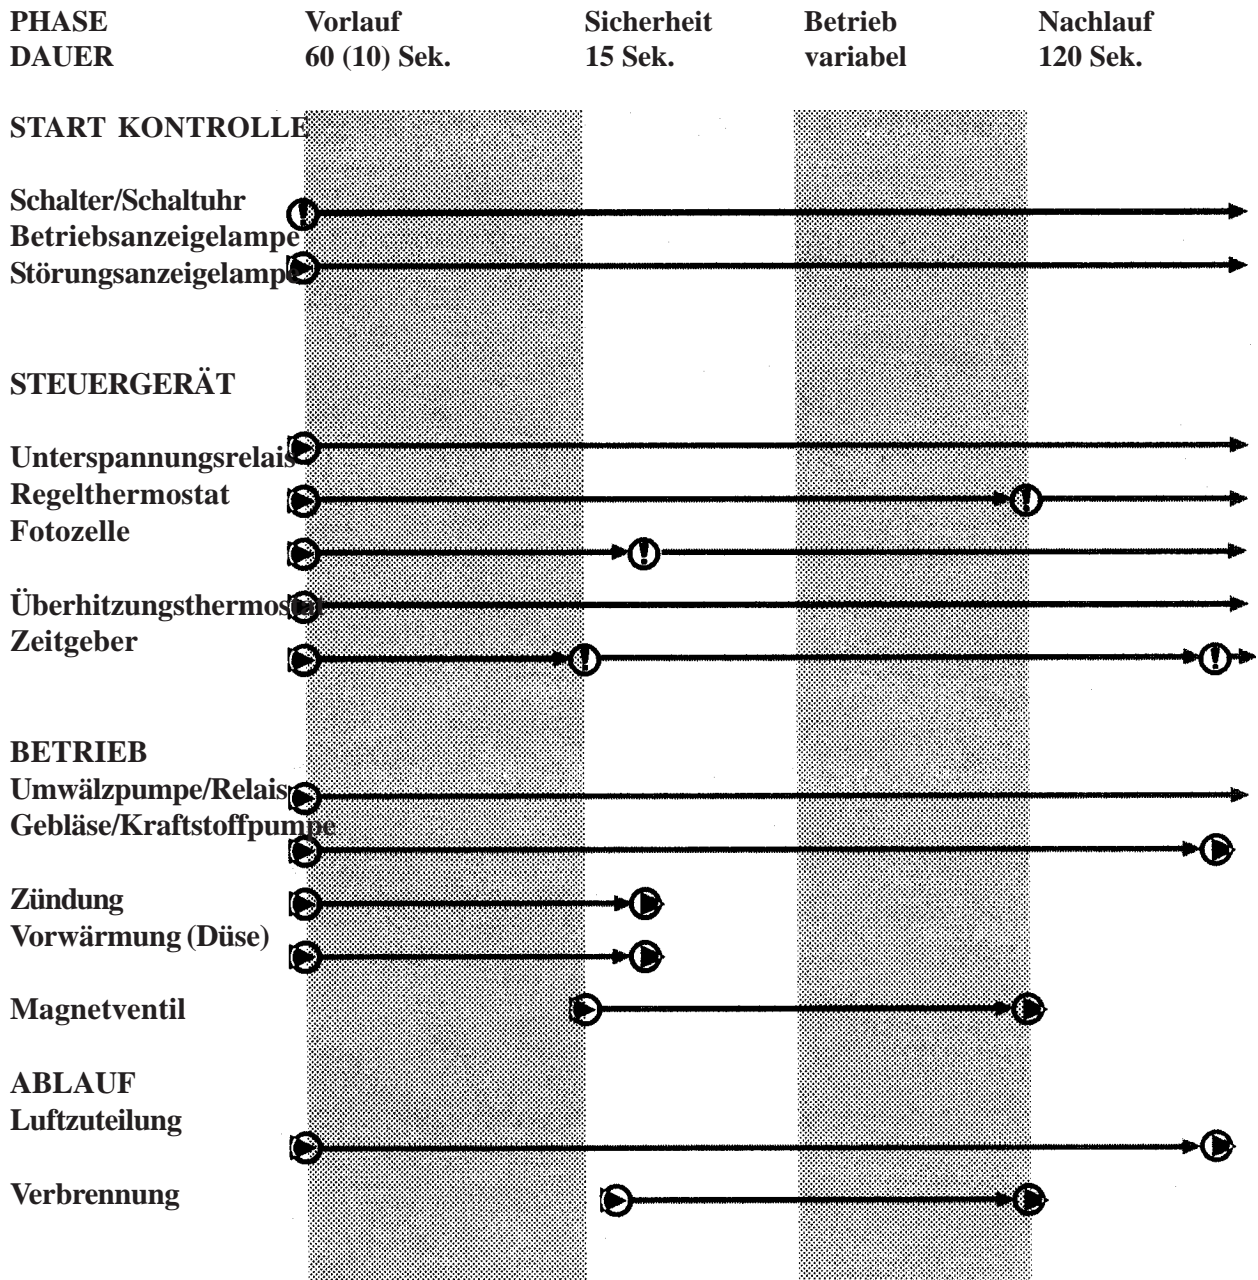 PHASE Vorlauf Sicherheit Betrieb Nachlauf
DAUER 60 (10) Sek. 15 Sek. variabel 120 Sek.
START KONTROLLE
Schalter/Schaltuhr
Betriebsanzeigelampe
Störungsanzeigelampe
STEUERGERÄT
Unterspannungsrelais
Regelthermostat
Fotozelle
Überhitzungsthermostat
Zeitgeber
BETRIEB
Umwälzpumpe/Relais
Gebläse/Kraftstoffpumpe
Zündung
Vorwärmung (Düse)
Magnetventil
ABLAUF
Luftzuteilung
Verbrennung